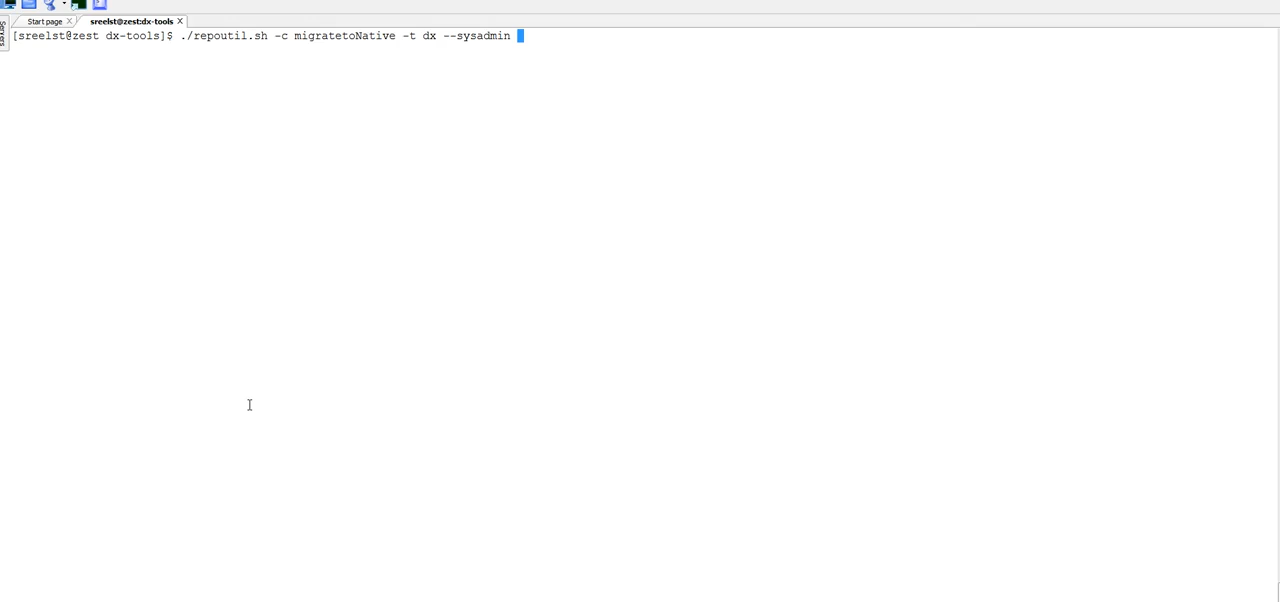 Servers
Start page
sreelst@zest:dx-tools
[sreelst@zest dx-tools]$ ./repoutil.sh -c migratetoNative -t dx --sysadmin